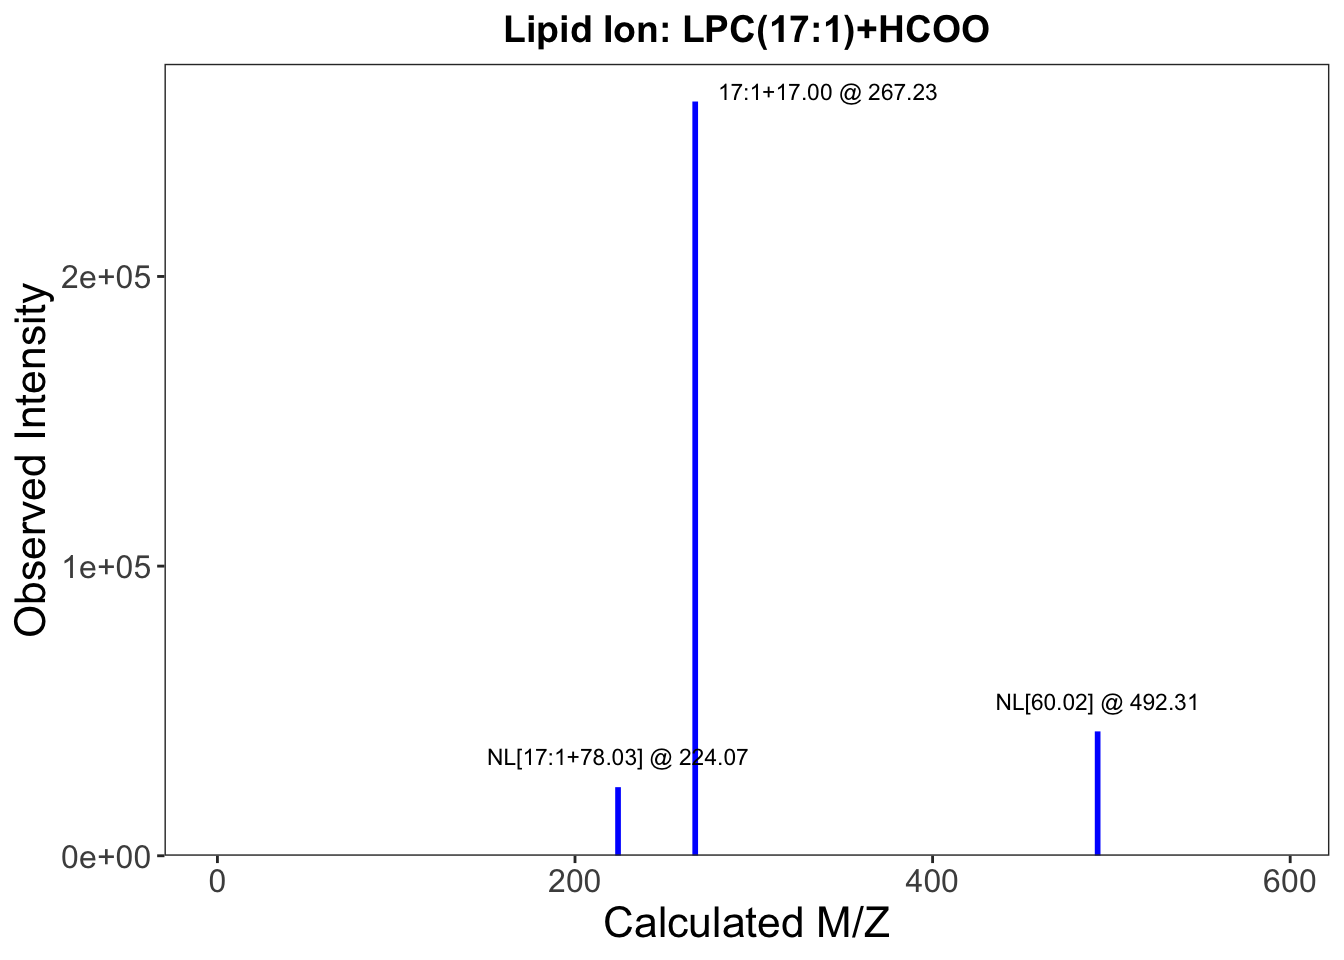 Lipid Ion: LPC(17:1)+HCOO
17:1+17.00 @ 267.23
2e+05
Observed Intensity
1e+05
NL[60.02] @ 492.31
NL[17:1+78.03] @ 224.07
0e+00
0 200 400 600
Calculated M/Z